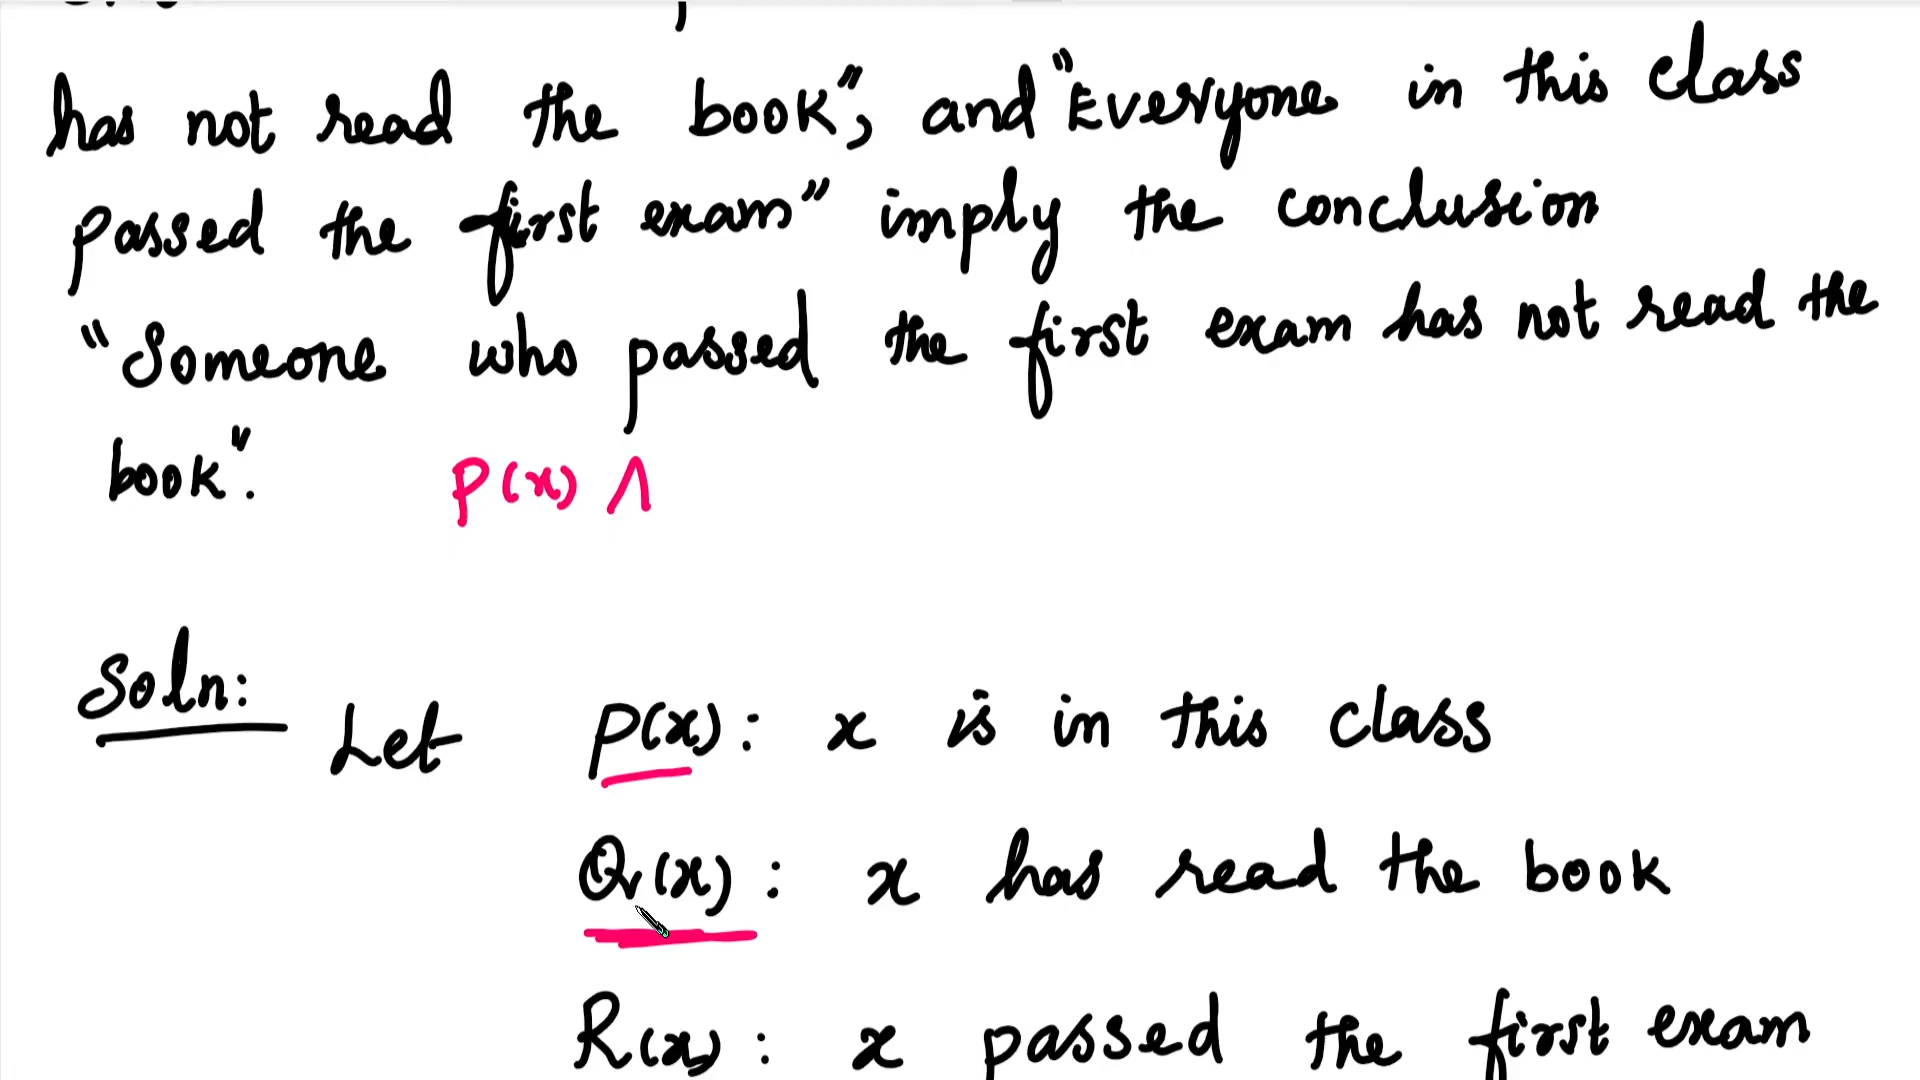 has not read the book", and "Everyone in this class
passed the first exam" imply the conclusion
"Someone who passed the first exam has not read the
book".
P(x) ∧
Soln:
Let P(x): x is in this class
Q(x): x has read the book
R(x): x passed the first exam